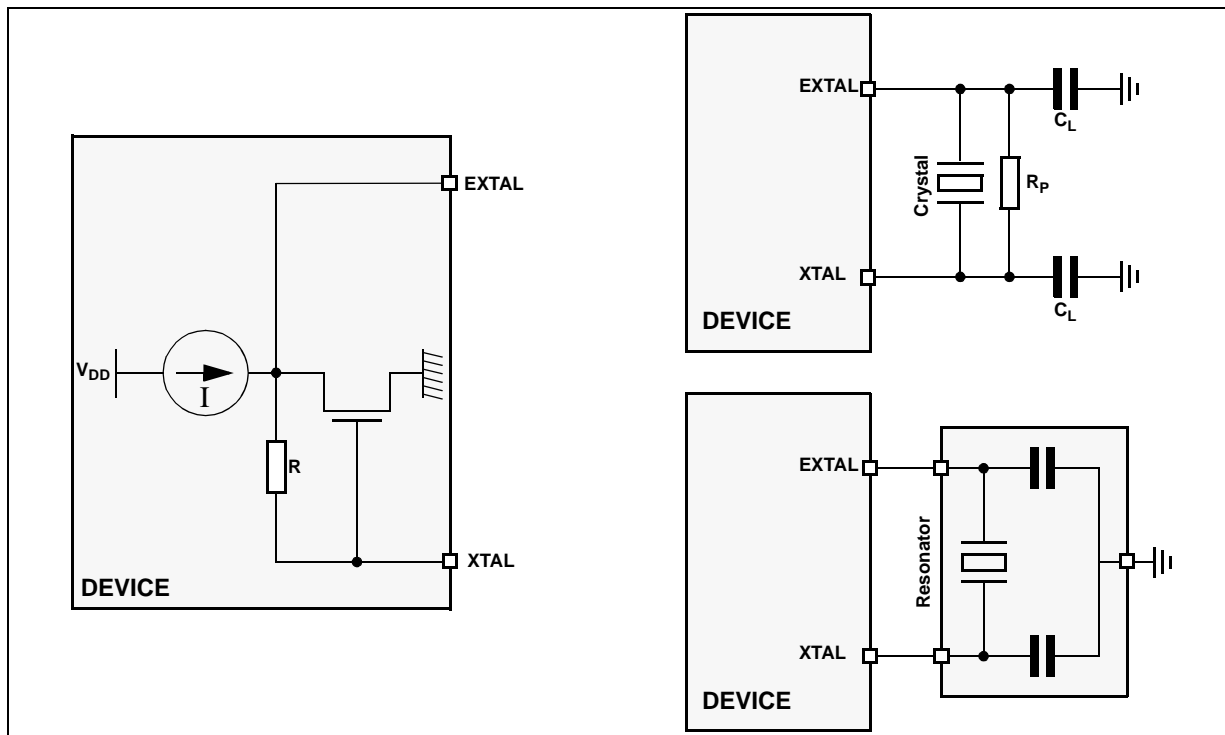 EXTAL
V_DD
I
R
XTAL
DEVICE
EXTAL
C_L
Crystal
R_P
XTAL
C_L
DEVICE
EXTAL
Resonator
XTAL
DEVICE